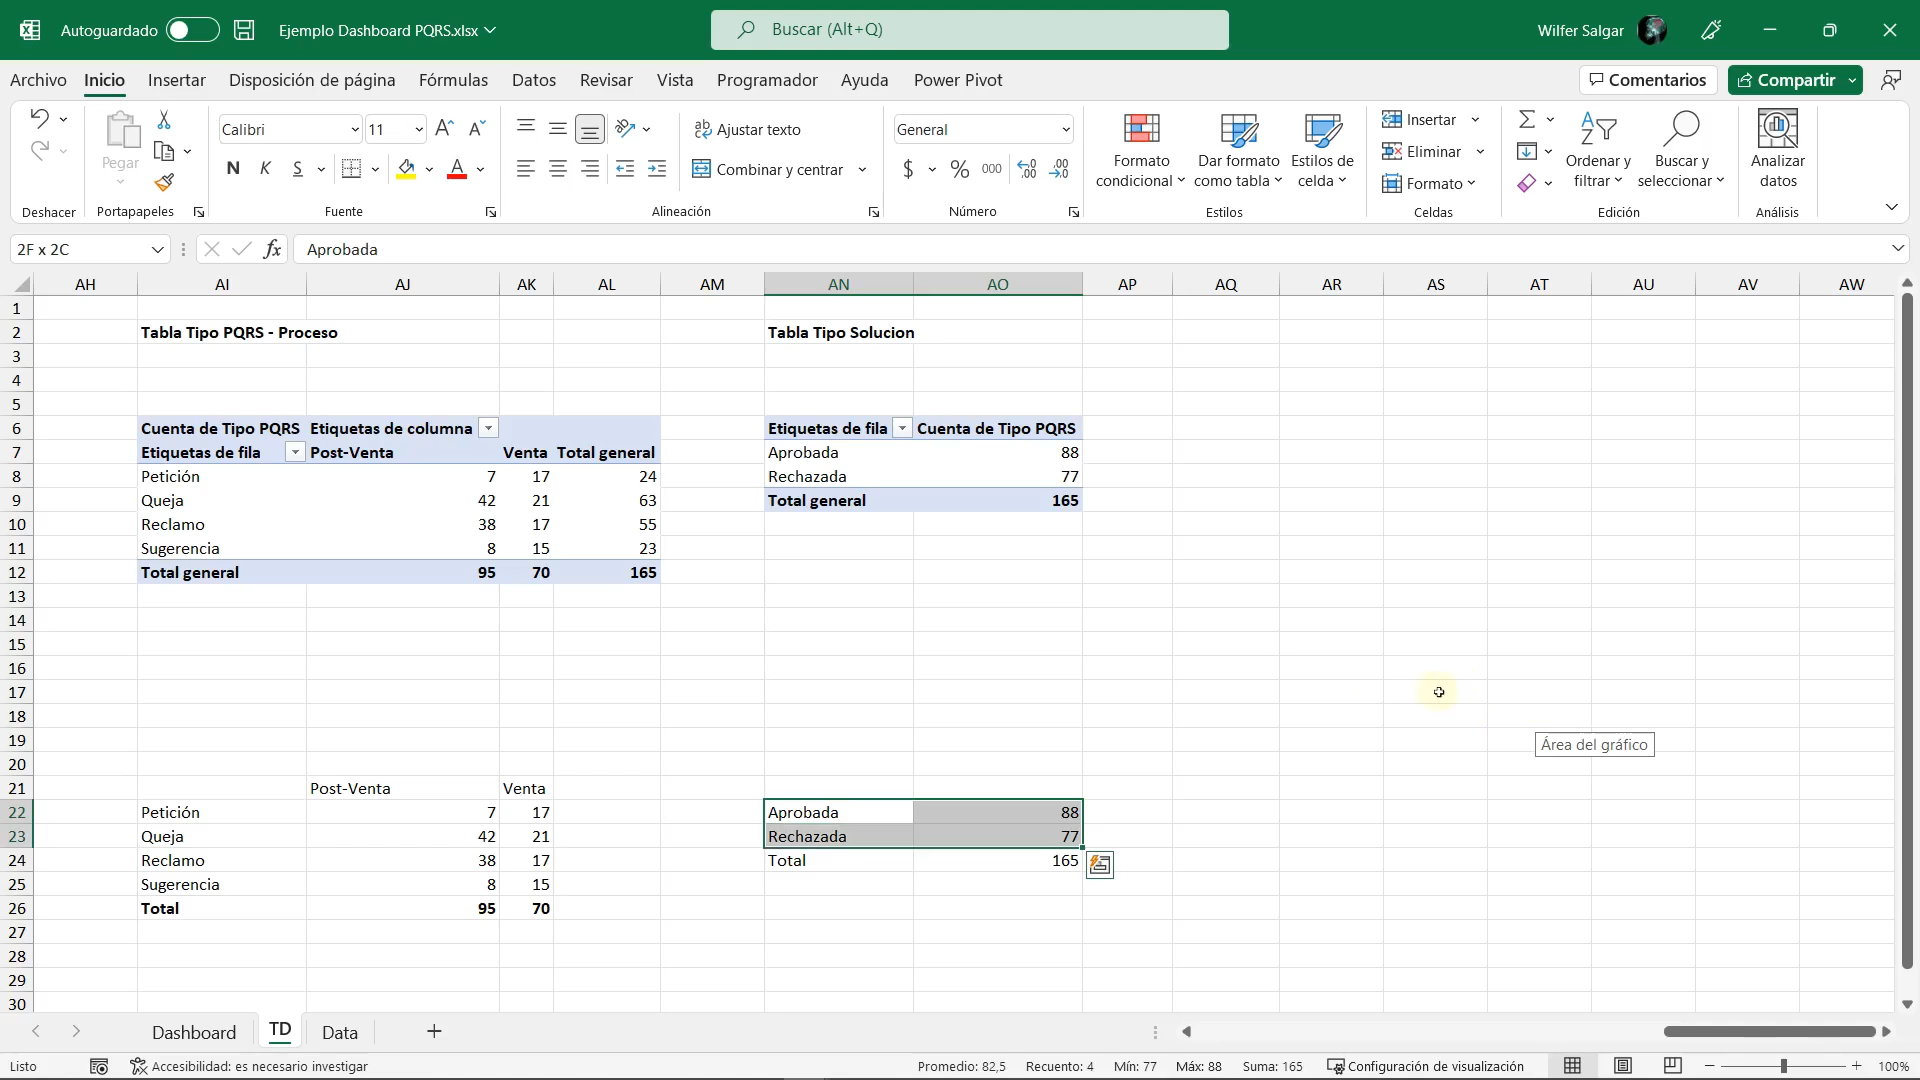 Autoguardado Ejemplo Dashboard PQRS.xlsx Buscar (Alt+Q) Wilfer Salgar
Archivo Inicio Insertar Disposición de página Fórmulas Datos Revisar Vista Programador Ayuda Power Pivot Comentarios Compartir
Pegar Calibri 11 Ajustar texto General Insertar
N K S Combinar y centrar $ % 000 Formato condicional Dar formato como tabla Estilos de celda Eliminar Ordenar y filtrar Buscar y seleccionar Analizar datos
Formato
Deshacer Portapapeles Fuente Alineación Número Estilos Celdas Edición Análisis
2F x 2C fx Aprobada
AH AI AJ AK AL AM AN AO AP AQ AR AS AT AU AV AW
1
2 Tabla Tipo PQRS - Proceso Tabla Tipo Solucion
3
4
5
6 Cuenta de Tipo PQRS Etiquetas de columna Etiquetas de fila Cuenta de Tipo PQRS
7 Etiquetas de fila Post-Venta Venta Total general Aprobada 88
8 Petición 7 17 24 Rechazada 77
9 Queja 42 21 63 Total general 165
10 Reclamo 38 17 55
11 Sugerencia 8 15 23
12 Total general 95 70 165
13
14
15
16
17
18
19 Área del gráfico
20
21 Post-Venta Venta
22 Petición 7 17 Aprobada 88
23 Queja 42 21 Rechazada 77
24 Reclamo 38 17 Total 165
25 Sugerencia 8 15
26 Total 95 70
27
28
29
30
Dashboard TD Data
Listo Accesibilidad: es necesario investigar Promedio: 82,5 Recuento: 4 Mín: 77 Máx: 88 Suma: 165 Configuración de visualización 100%